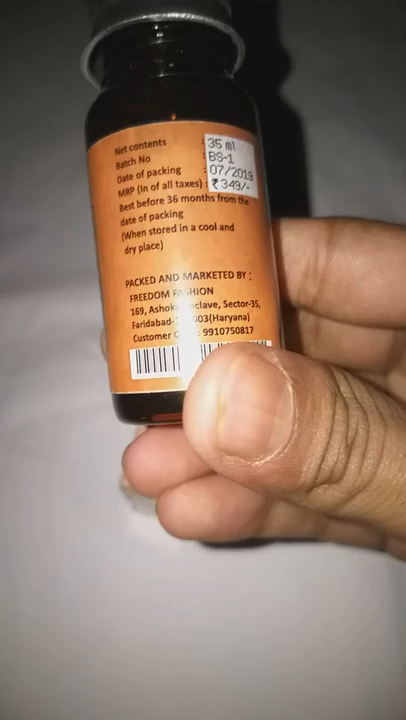 Net contents : 35 ml
Batch No : BS-1
Date of packing : 07/2019
MRP (In of all taxes) : ₹ 349/-
Best before 36 months from the
date of packing
(When stored in a cool and
dry place)
PACKED AND MARKETED BY :
FREEDOM FASHION
169, Ashoka Enclave, Sector-35,
Faridabad- 003(Haryana)
Customer : 9910750817